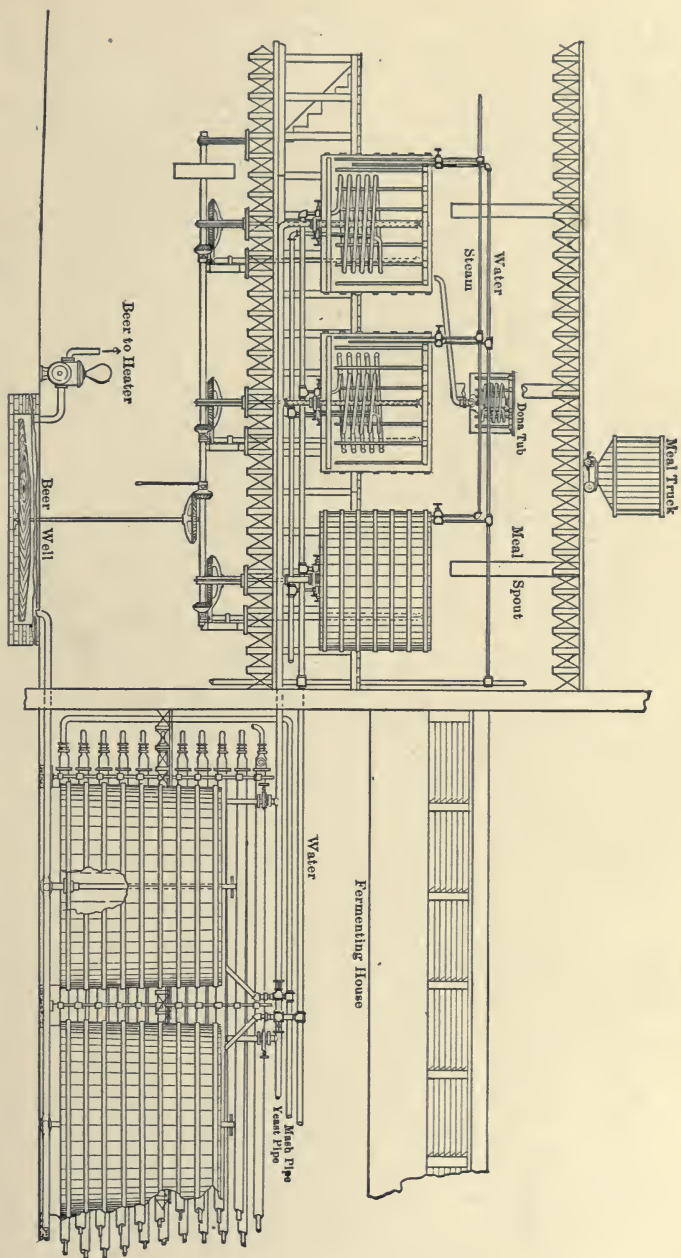 Meal Truck
Dona Tub
Water
Steam
Meal Spout
Beer to Heater
Beer Well
Fermenting House
Water
Mash Pipe
Yeast Pipe